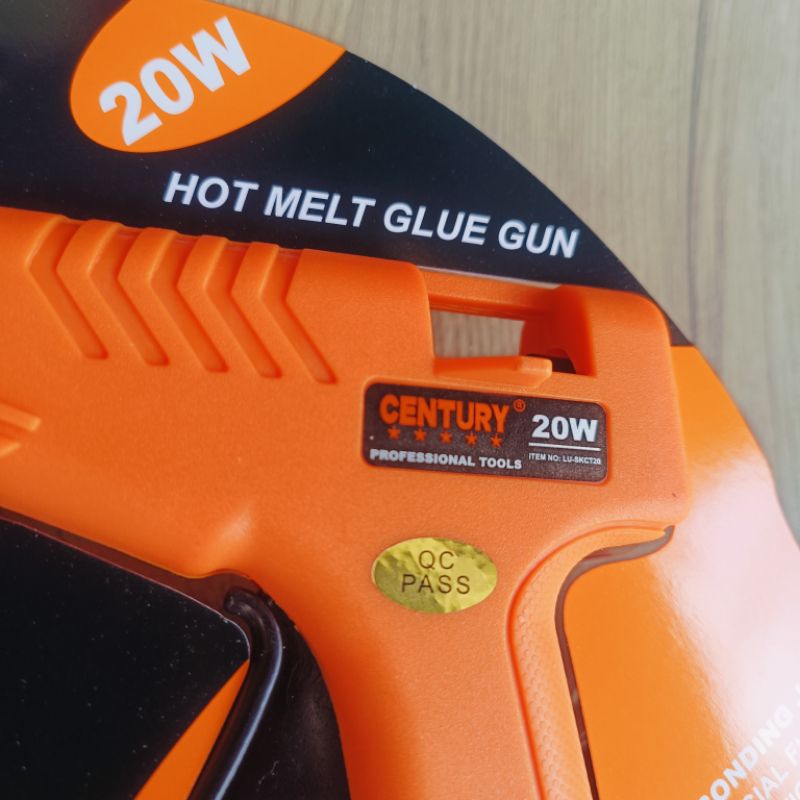 20W
HOT MELT GLUE GUN
CENTURY®
20W
PROFESSIONAL TOOLS
ITEM NO: LU-SKCT20
QC
PASS